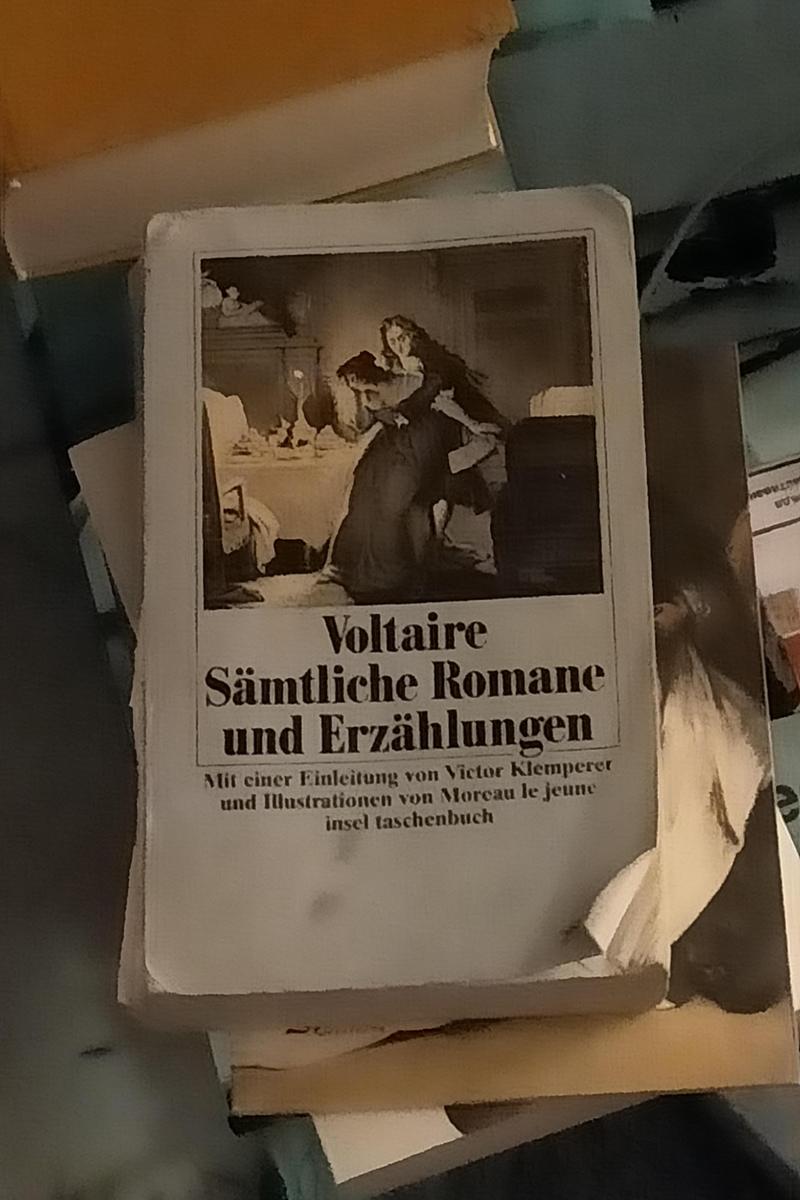 Voltaire
Sämtliche Romane
und Erzählungen
Mit einer Einleitung von Victor Klemperer
und Illustrationen von Moreau le jeune
insel taschenbuch